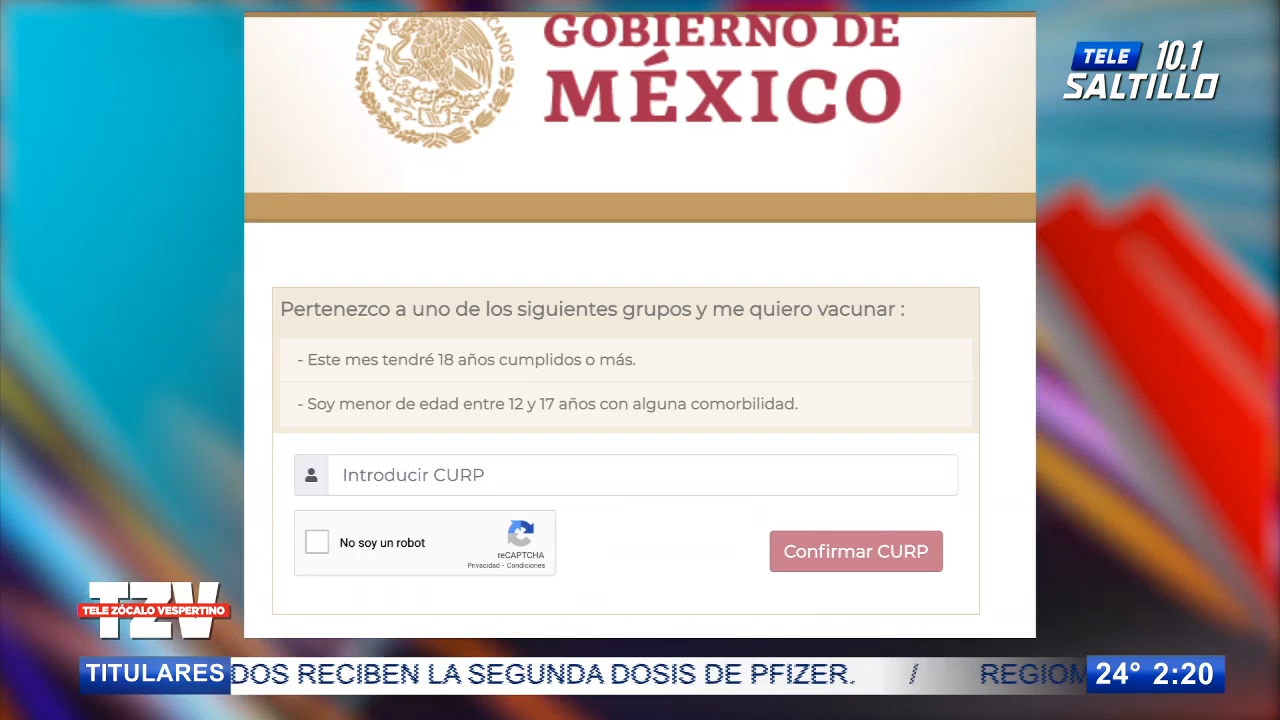 GOBIERNO DE
MÉXICO
TELE 10.1
SALTILLO
Pertenezco a uno de los siguientes grupos y me quiero vacunar :
- Este mes tendré 18 años cumplidos o más.
- Soy menor de edad entre 12 y 17 años con alguna comorbilidad.
Introducir CURP
No soy un robot
reCAPTCHA
Privacidad - Condiciones
Confirmar CURP
TZV
TELE ZÓCALO VESPERTINO
TITULARES DOS RECIBEN LA SEGUNDA DOSIS DE PFIZER. / REGIOM 24° 2:20